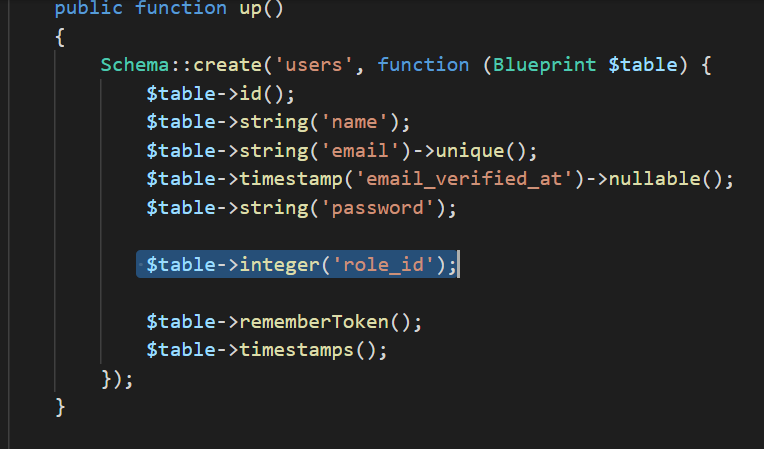 public function up()
{
Schema::create('users', function (Blueprint $table) {
$table->id();
$table->string('name');
$table->string('email')->unique();
$table->timestamp('email_verified_at')->nullable();
$table->string('password');
$table->integer('role_id');
$table->rememberToken();
$table->timestamps();
});
}